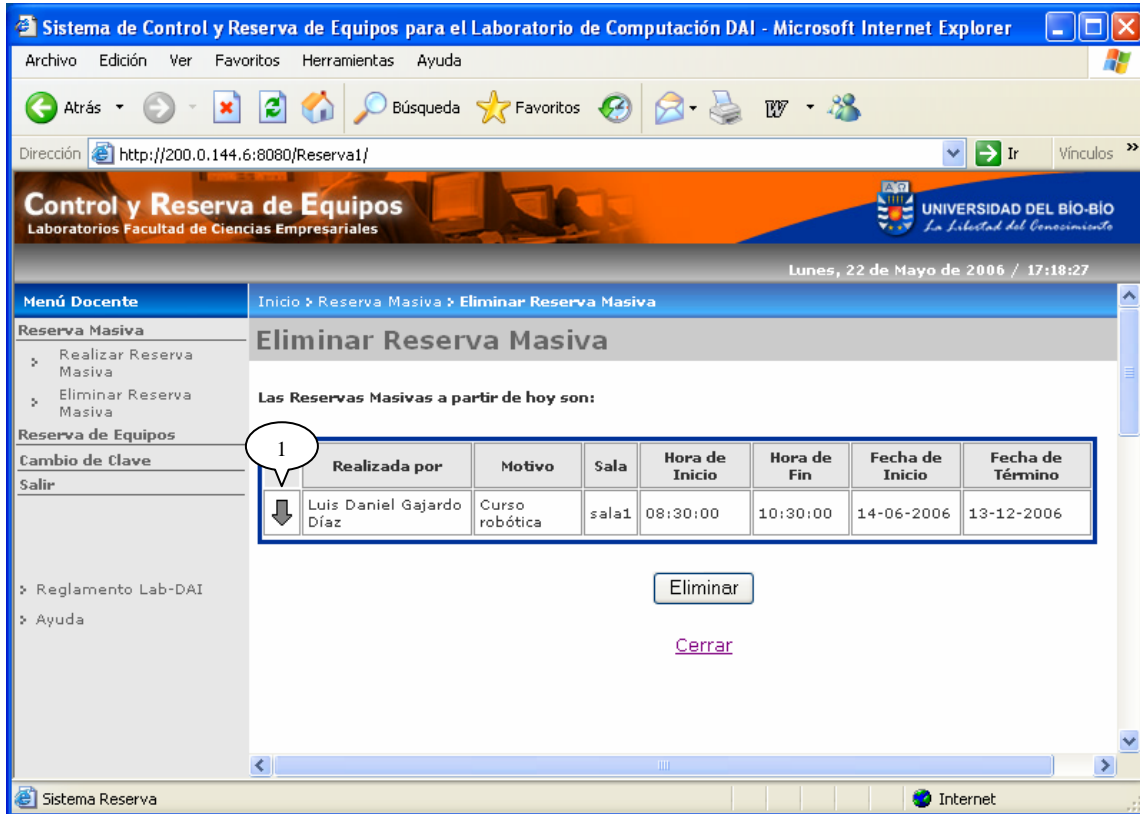 Sistema de Control y Reserva de Equipos para el Laboratorio de Computación DAI - Microsoft Internet Explorer
Archivo Edición Ver Favoritos Herramientas Ayuda
Atrás Búsqueda Favoritos
Dirección http://200.0.144.6:8080/Reserva1/ Ir Vínculos »
Control y Reserva de Equipos
Laboratorios Facultad de Ciencias Empresariales
UNIVERSIDAD DEL BÍO-BÍO
La Libertad del Conocimiento
Lunes, 22 de Mayo de 2006 / 17:18:27
Menú Docente
Reserva Masiva
Realizar Reserva
Masiva
Eliminar Reserva
Masiva
Reserva de Equipos
Cambio de Clave
Salir
Reglamento Lab-DAI
Ayuda
Inicio > Reserva Masiva > Eliminar Reserva Masiva
Eliminar Reserva Masiva
Las Reservas Masivas a partir de hoy son:
1
Realizada por Motivo Sala Hora de Inicio Hora de Fin Fecha de Inicio Fecha de Término
Luis Daniel Gajardo Díaz Curso robótica sala1 08:30:00 10:30:00 14-06-2006 13-12-2006
Eliminar
Cerrar
Sistema Reserva Internet